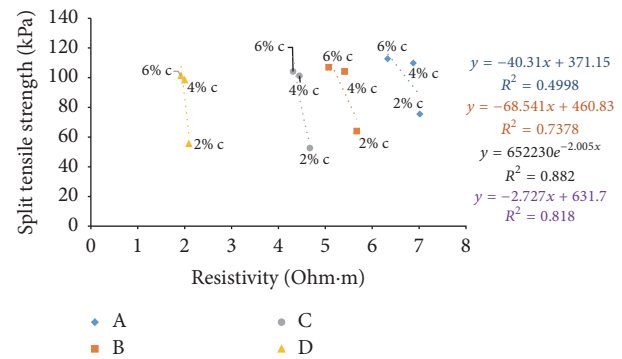 Split tensile strength (kPa)
140
120
100
80
60
40
20
0
6% c
4% c
2% c
6% c
4% c
2% c
6% c
4% c
2% c
6% c
4% c
2% c
0 1 2 3 4 5 6 7 8
Resistivity (Ohm·m)
y = −40.31x + 371.15
R² = 0.4998
y = −68.541x + 460.83
R² = 0.7378
y = 652230e^−2.005x
R² = 0.882
y = −2.727x + 631.7
R² = 0.818
A
B
C
D